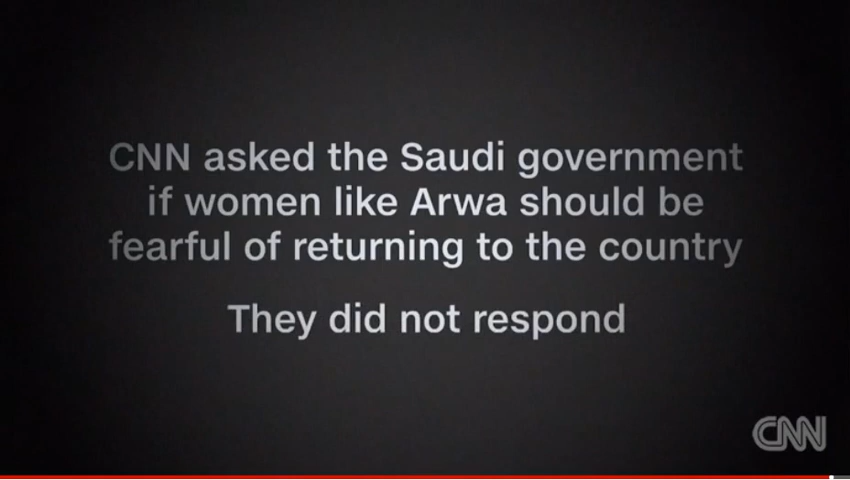 CNN asked the Saudi government
if women like Arwa should be
fearful of returning to the country
They did not respond
CNN